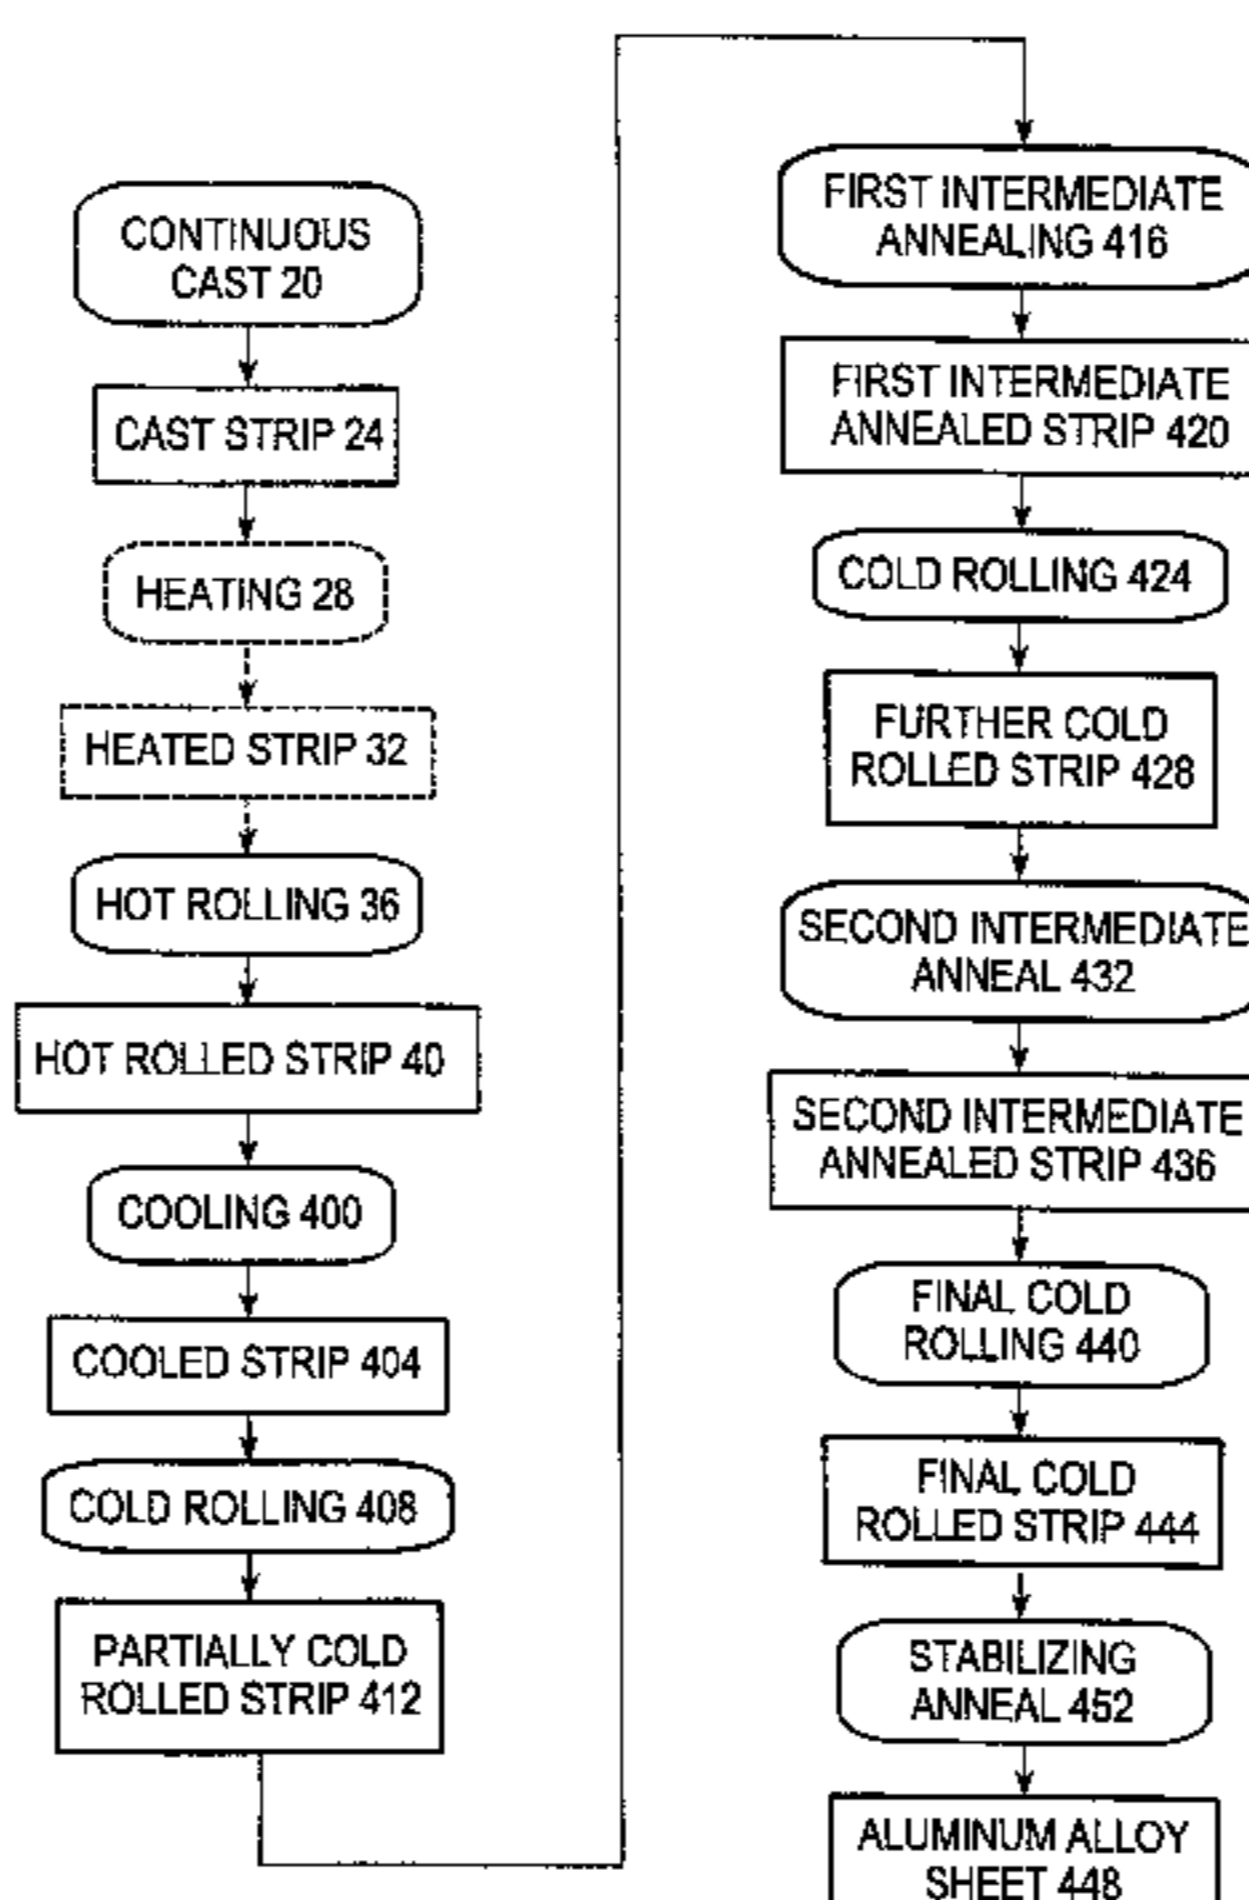 CONTINUOUS
CAST 20
CAST STRIP 24
HEATING 28
HEATED STRIP 32
HOT ROLLING 36
HOT ROLLED STRIP 40
COOLING 400
COOLED STRIP 404
COLD ROLLING 408
PARTIALLY COLD
ROLLED STRIP 412
FIRST INTERMEDIATE
ANNEALING 416
FIRST INTERMEDIATE
ANNEALED STRIP 420
COLD ROLLING 424
FURTHER COLD
ROLLED STRIP 428
SECOND INTERMEDIATE
ANNEAL 432
SECOND INTERMEDIATE
ANNEALED STRIP 436
FINAL COLD
ROLLING 440
FINAL COLD
ROLLED STRIP 444
STABILIZING
ANNEAL 452
ALUMINUM ALLOY
SHEET 448